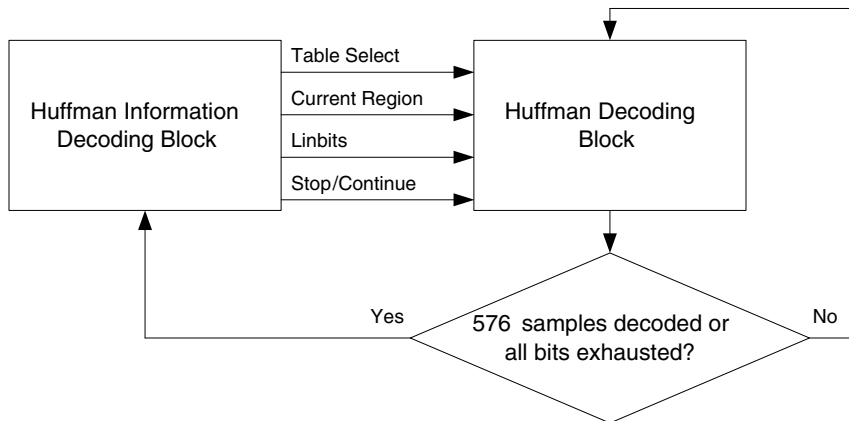 Huffman Information
Decoding Block
Table Select
Current Region
Linbits
Stop/Continue
Huffman Decoding
Block
Yes
576 samples decoded or
all bits exhausted?
No